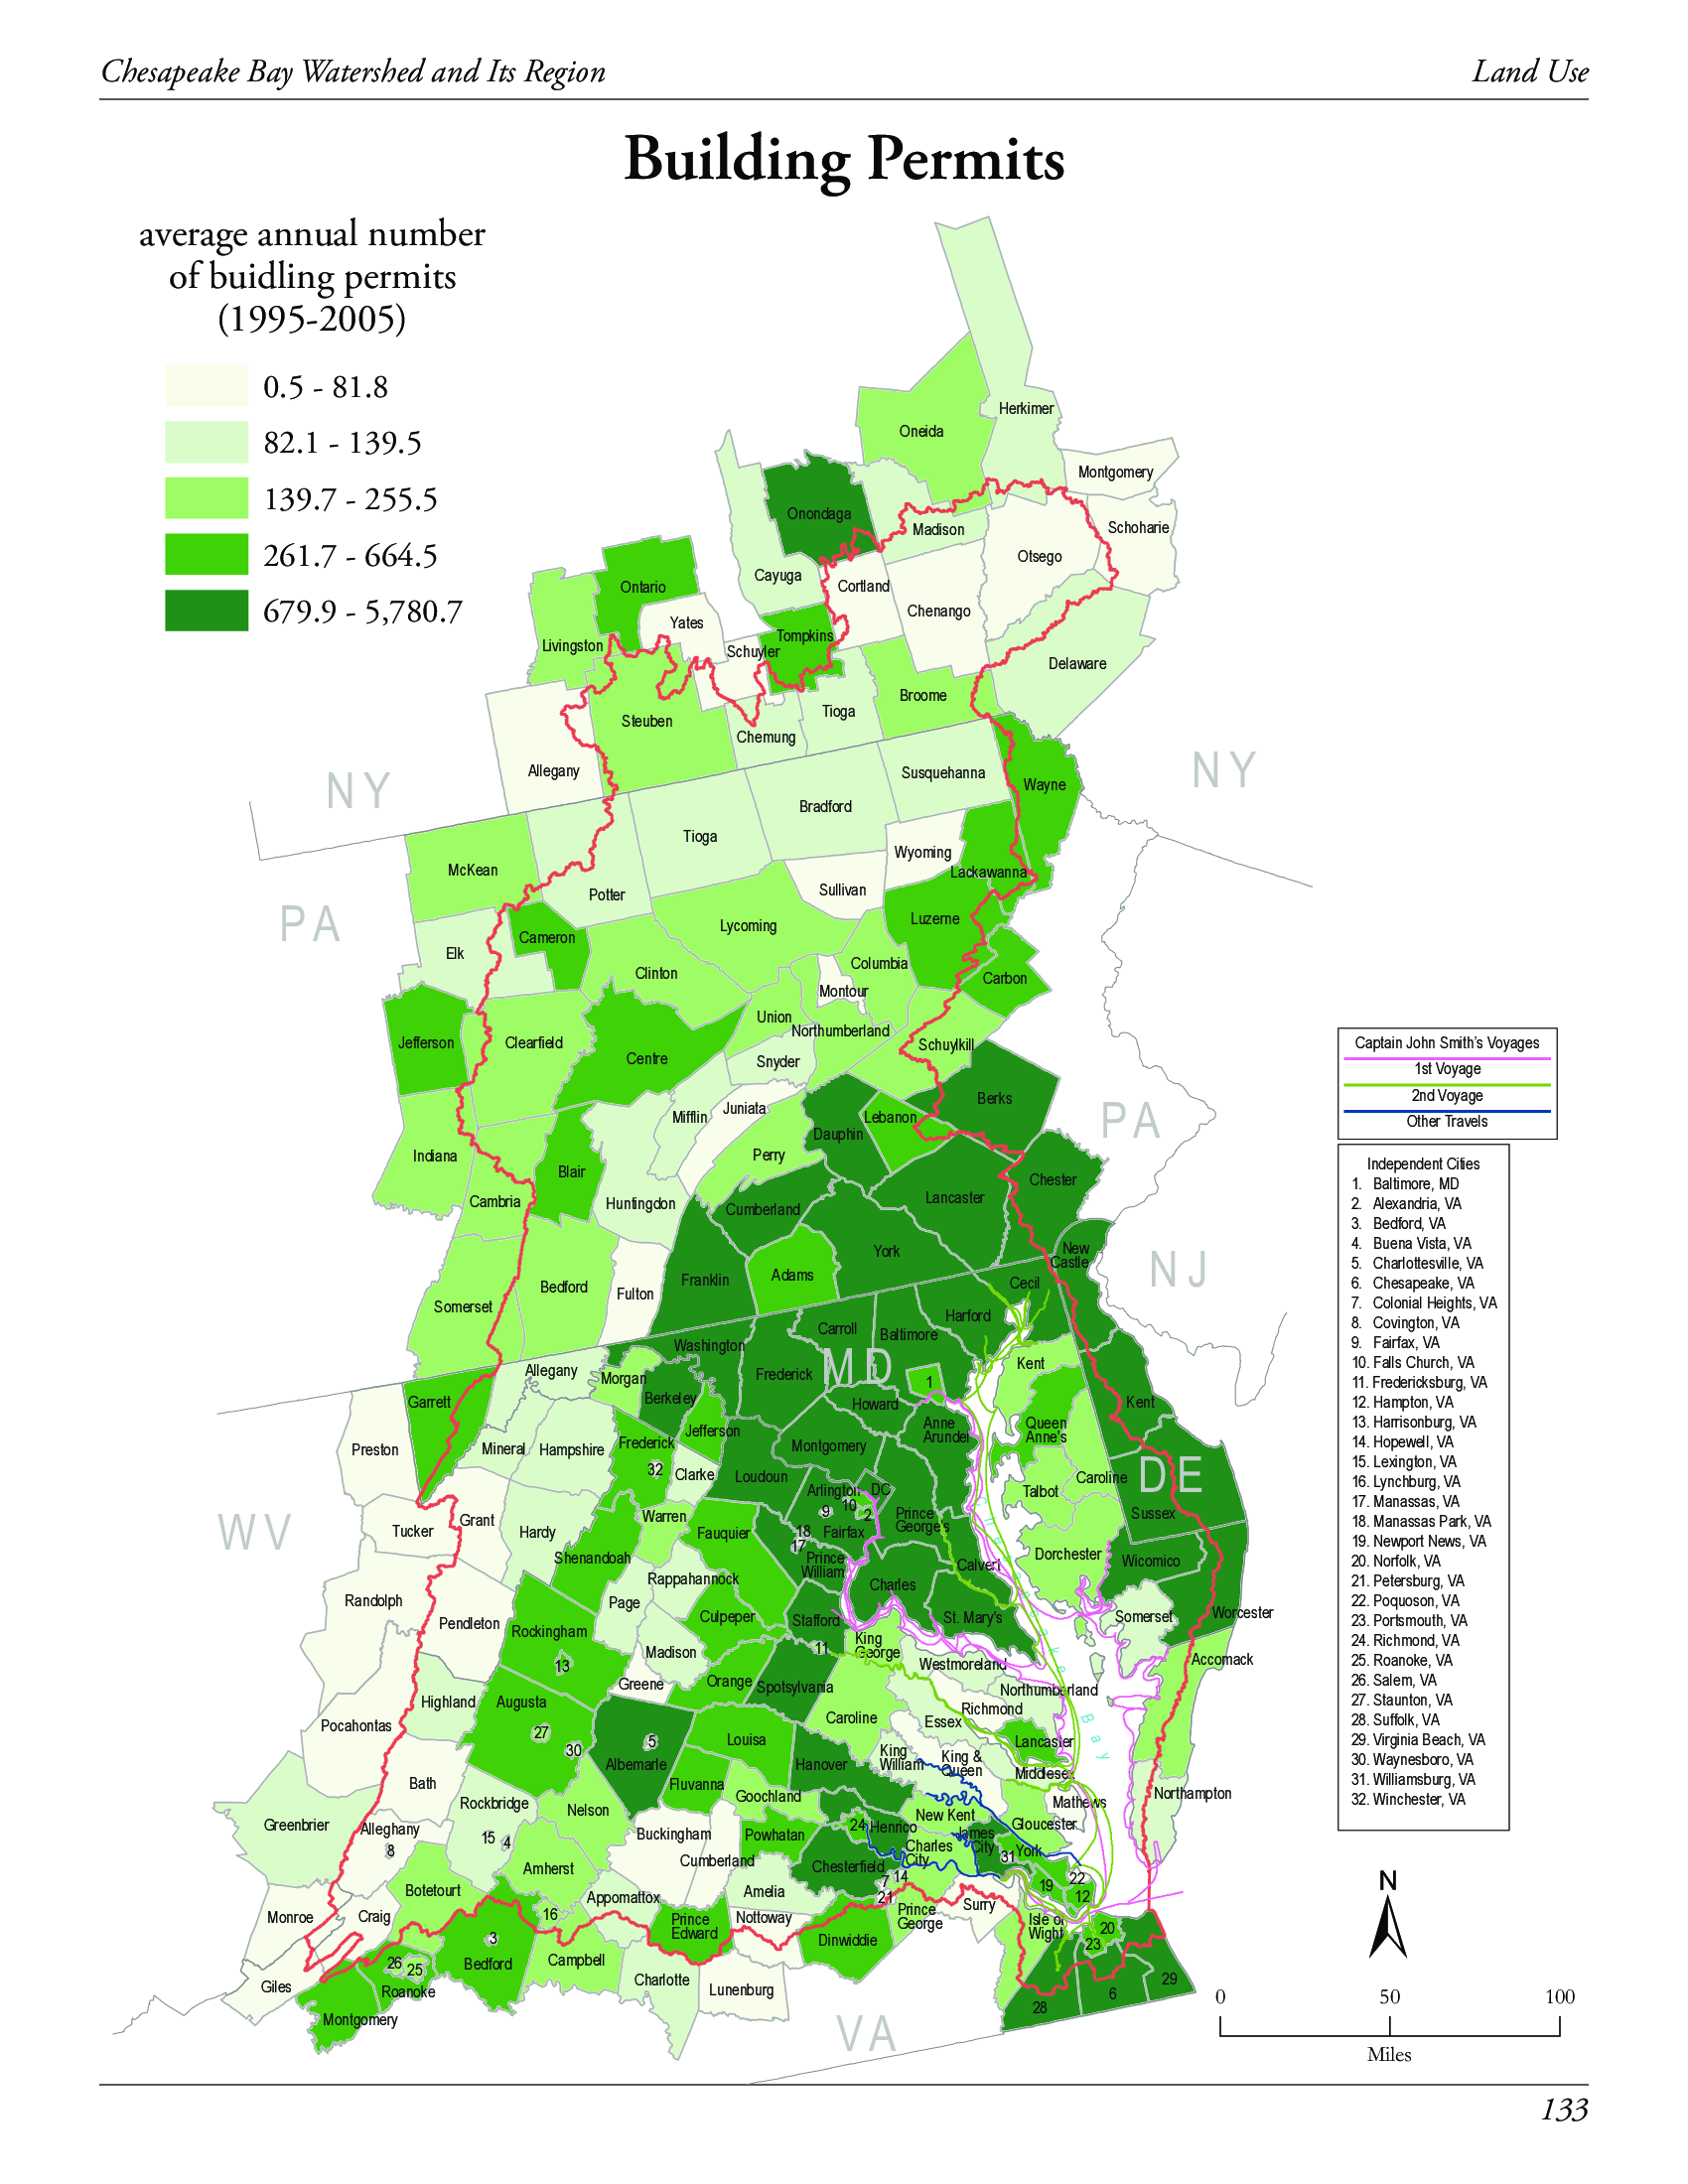 Chesapeake Bay Watershed and Its Region
Land Use
Building Permits
average annual number
of buidling permits
(1995-2005)
0.5 - 81.8
82.1 - 139.5
139.7 - 255.5
261.7 - 664.5
679.9 - 5,780.7
Herkimer
Oneida
Montgomery
Onondaga
Madison
Schoharie
Otsego
Cayuga
Cortland
Ontario
Chenango
Yates
Tompkins
Livingston
Schuyler
Delaware
Broome
Tioga
Steuben
Chemung
Allegany
NY
NY
Susquehanna
Wayne
Bradford
Tioga
Wyoming
McKean
Lackawanna
Sullivan
Potter
PA
Luzerne
Lycoming
Cameron
Elk
Columbia
Clinton
Carbon
Montour
Union
Northumberland
Jefferson
Clearfield
Schuylkill
Centre
Snyder
Berks
Juniata
Mifflin
Lebanon
PA
Dauphin
Perry
Indiana
Blair
Chester
Lancaster
Cambria
Huntingdon
Cumberland
York
New
Castle
NJ
Adams
Franklin
Cecil
Bedford
Fulton
Somerset
Harford
Carroll
Baltimore
Washington
MD
Kent
Allegany
Frederick
Morgan
1
Berkeley
Garrett
Howard
Kent
Anne
Arundel
Queen
Anne's
Jefferson
Frederick
Montgomery
Preston
Mineral
Hampshire
32
Clarke
Loudoun
Caroline
DE
Arlington
DC
Talbot
10
9
2
Prince
George's
Sussex
Warren
WV
Grant
Tucker
Hardy
Fauquier
18
Fairfax
17
Shenandoah
Prince
William
Calvert
Dorchester
Wicomico
Rappahannock
Charles
Randolph
Page
Culpeper
Stafford
St. Mary's
Somerset
Worcester
Pendleton
Rockingham
King
George
11
Madison
13
Westmoreland
Accomack
Greene
Orange
Spotsylvania
Northumberland
Highland
Augusta
Richmond
Caroline
Essex
Pocahontas
27
30
5
Louisa
Lancaster
Chesapeake Bay
Albemarle
Hanover
King
William
King &
Queen
Bath
Fluvanna
Middlesex
Goochland
Northampton
Rockbridge
Nelson
Mathews
New Kent
Gloucester
Greenbrier
Alleghany
15
4
Buckingham
Powhatan
24
Henrico
James
City
York
8
Charles
City
31
Cumberland
Amherst
Chesterfield
22
Botetourt
Amelia
14
7
19
12
Appomattox
21
Surry
Monroe
Craig
16
Prince
Edward
Nottoway
Prince
George
Isle of
Wight
20
3
Dinwiddie
23
26
25
Bedford
Campbell
Charlotte
29
Giles
Roanoke
Lunenburg
6
28
Montgomery
VA
Captain John Smith's Voyages
1st Voyage
2nd Voyage
Other Travels
Independent Cities
1. Baltimore, MD
2. Alexandria, VA
3. Bedford, VA
4. Buena Vista, VA
5. Charlottesville, VA
6. Chesapeake, VA
7. Colonial Heights, VA
8. Covington, VA
9. Fairfax, VA
10. Falls Church, VA
11. Fredericksburg, VA
12. Hampton, VA
13. Harrisonburg, VA
14. Hopewell, VA
15. Lexington, VA
16. Lynchburg, VA
17. Manassas, VA
18. Manassas Park, VA
19. Newport News, VA
20. Norfolk, VA
21. Petersburg, VA
22. Poquoson, VA
23. Portsmouth, VA
24. Richmond, VA
25. Roanoke, VA
26. Salem, VA
27. Staunton, VA
28. Suffolk, VA
29. Virginia Beach, VA
30. Waynesboro, VA
31. Williamsburg, VA
32. Winchester, VA
N
0
50
100
Miles
133